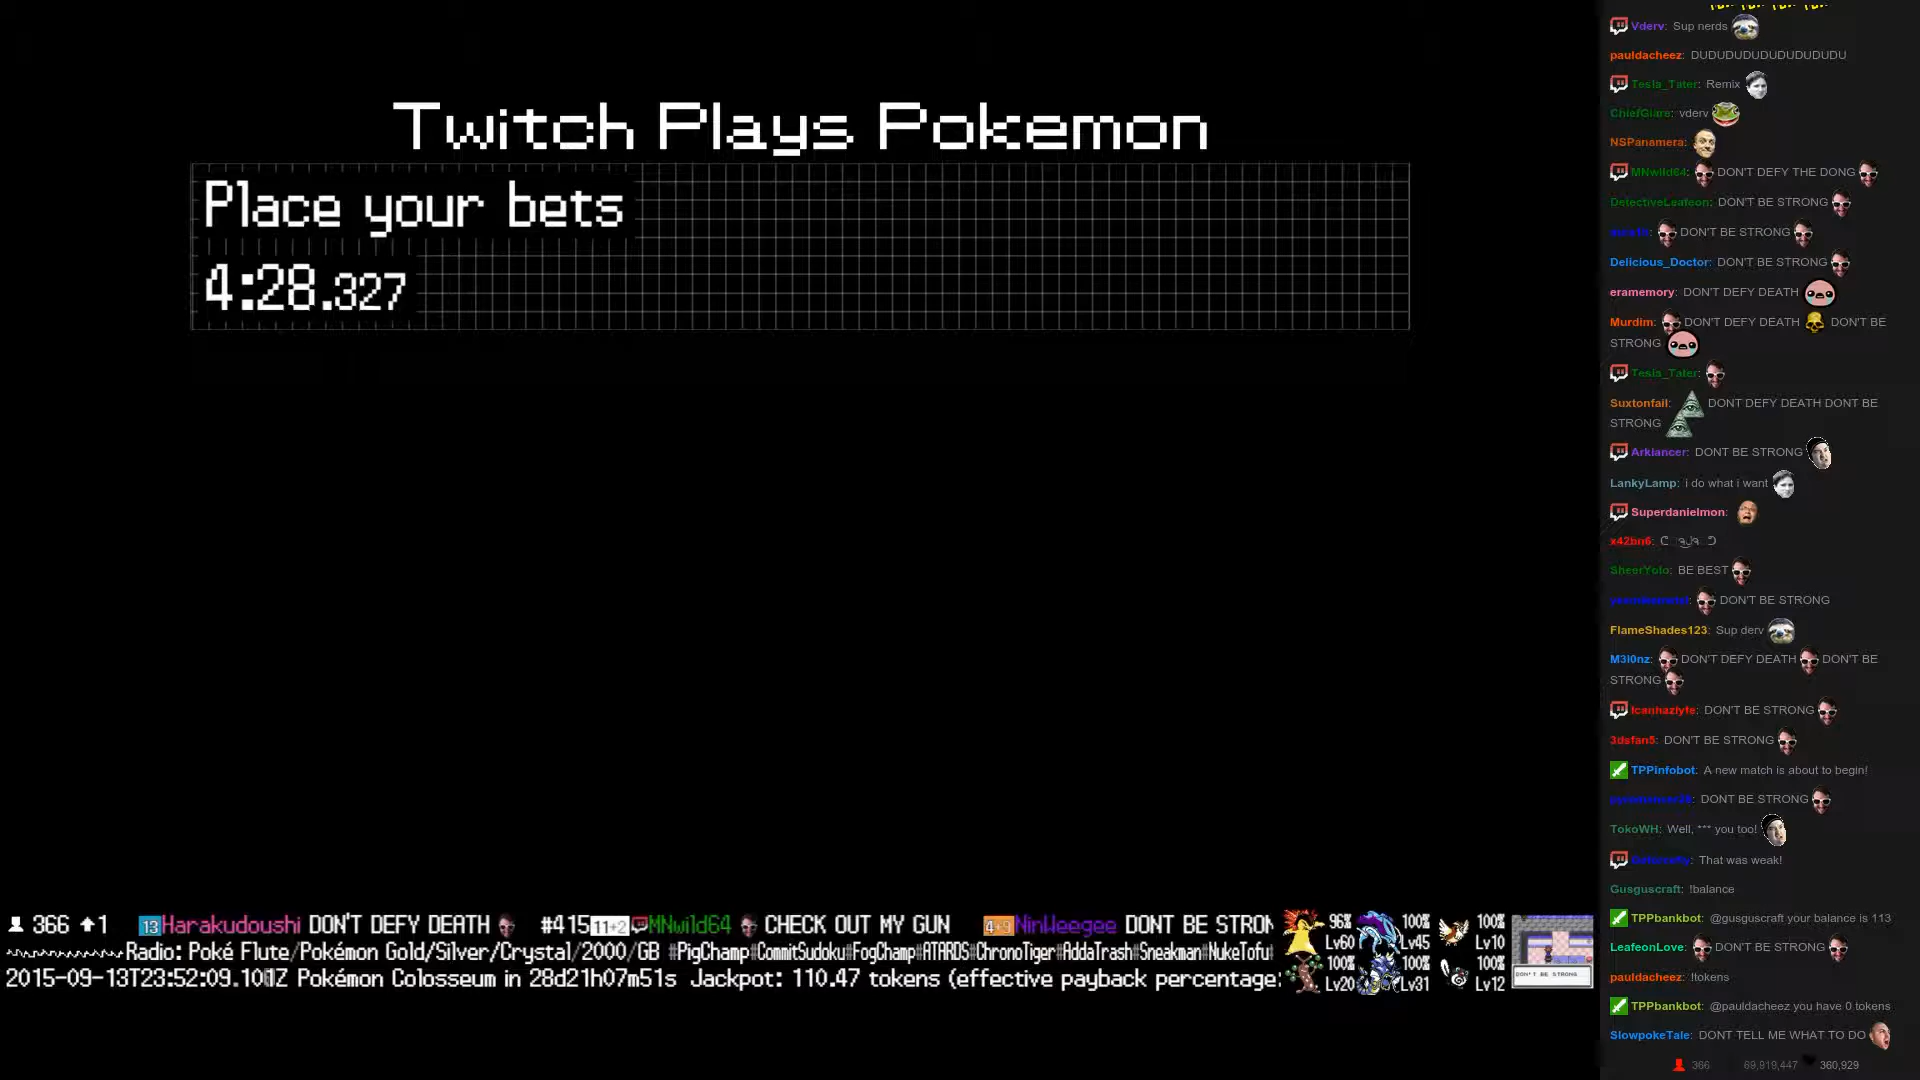 Twitch Plays Pokemon
Place your bets
4:28.327
Vderv: Sup nerds
pauldacheez: DUDUDUDUDUDUDUDUDU
Tesla_Tater: Remix
ChiefGlare: vderv
NSPanamera:
MNwild64: DON'T DEFY THE DONG
DetectiveLeafeon: DON'T BE STRONG
DON'T BE STRONG
Delicious_Doctor: DON'T BE STRONG
eramemory: DON'T DEFY DEATH
Murdim: DON'T DEFY DEATH DON'T BE
STRONG
Tesla_Tater:
Suxtonfail: DONT DEFY DEATH DONT BE
STRONG
Arklancer: DONT BE STRONG
LankyLamp: i do what i want
Superdanielmon:
x42bn6:
SheerYolo: BE BEST
DON'T BE STRONG
FlameShades123: Sup derv
M3l0nz: DON'T DEFY DEATH DON'T BE
STRONG
icanhazlyfe: DON'T BE STRONG
3dsfan5: DON'T BE STRONG
TPPinfobot: A new match is about to begin!
DONT BE STRONG
TokoWH: Well, *** you too!
That was weak!
Gusguscraft: !balance
TPPbankbot: @gusguscraft your balance is 113
LeafeonLove: DON'T BE STRONG
pauldacheez: !tokens
TPPbankbot: @pauldacheez you have 0 tokens
SlowpokeTale: DONT TELL ME WHAT TO DO
366 69,819,447 360,929
366 1 13 Harakudoushi DON'T DEFY DEATH #415 11+2 MNwild64 CHECK OUT MY GUN 4+9 NinWeegee DONT BE STRON
Radio: Poké Flute/Pokémon Gold/Silver/Crystal/2000/GB #PigChamp#CommitSudoku#FogChamp#ATARDS#ChronoTiger#AddaTrash#Sneakman#NukeTofu
Pokémon Colosseum in 28d21h07m51s Jackpot: 110.47 tokens (effective payback percentage:
96% 100% 100%
Lv60 Lv45 Lv10
100% 100% 100%
Lv20 Lv31 Lv12
DON'T BE STRONG